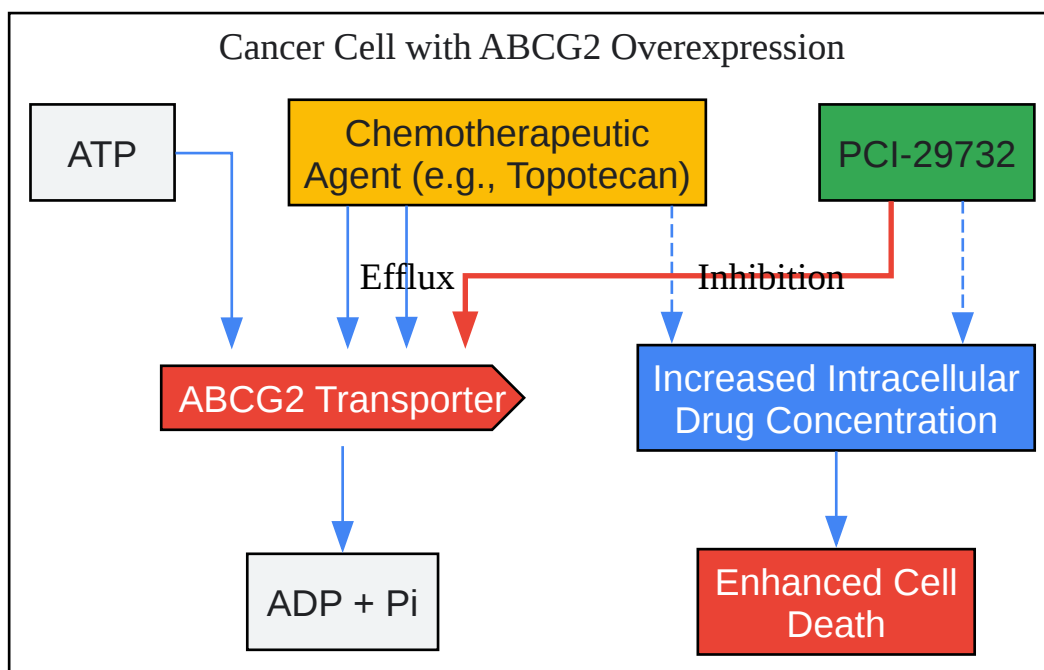 Cancer Cell with ABCG2 Overexpression
ATP
Chemotherapeutic
Agent (e.g., Topotecan)
PCI-29732
Efflux
Inhibition
ABCG2 Transporter
Increased Intracellular
Drug Concentration
ADP + Pi
Enhanced Cell
Death